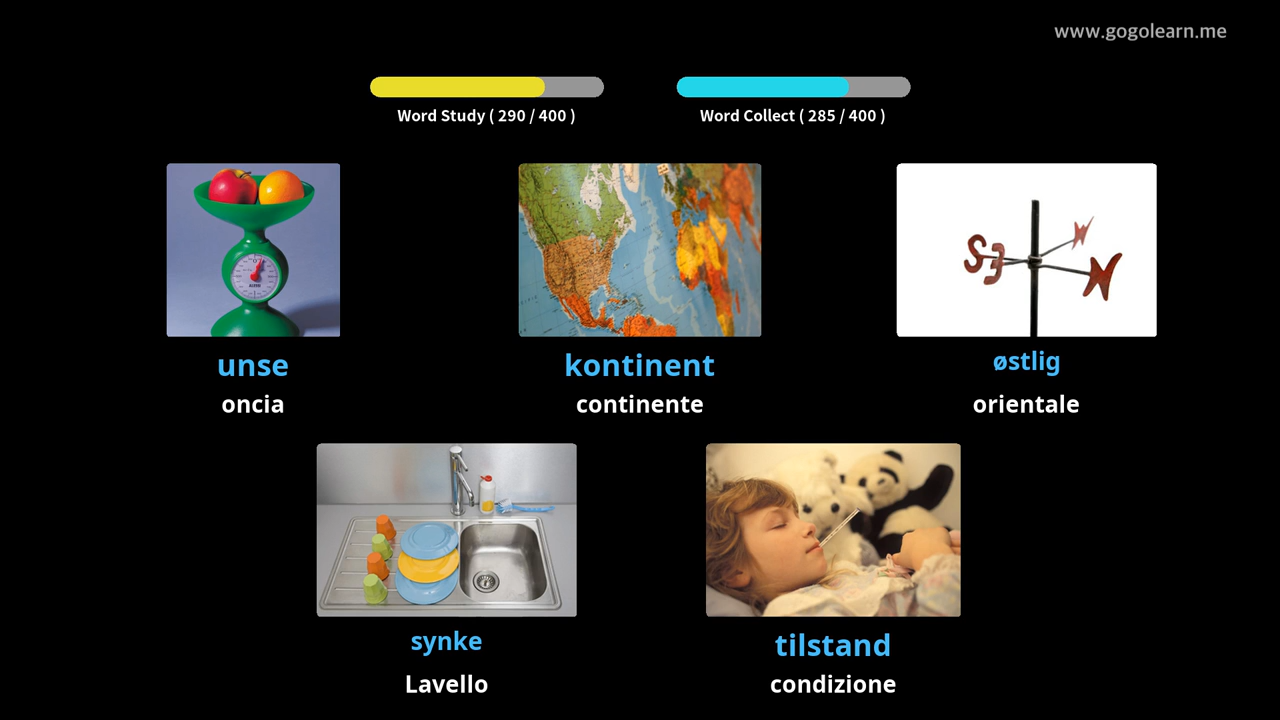 www.gogolearn.me
Word Study ( 290 / 400 )
Word Collect ( 285 / 400 )
unse
oncia
kontinent
continente
S
E
N
W
østlig
orientale
synke
Lavello
tilstand
condizione